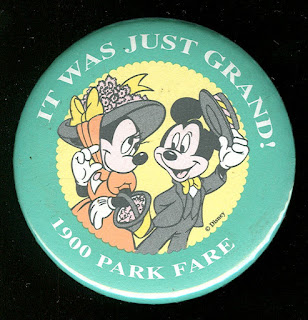 IT WAS JUST GRAND!
© Disney
1900 PARK FARE